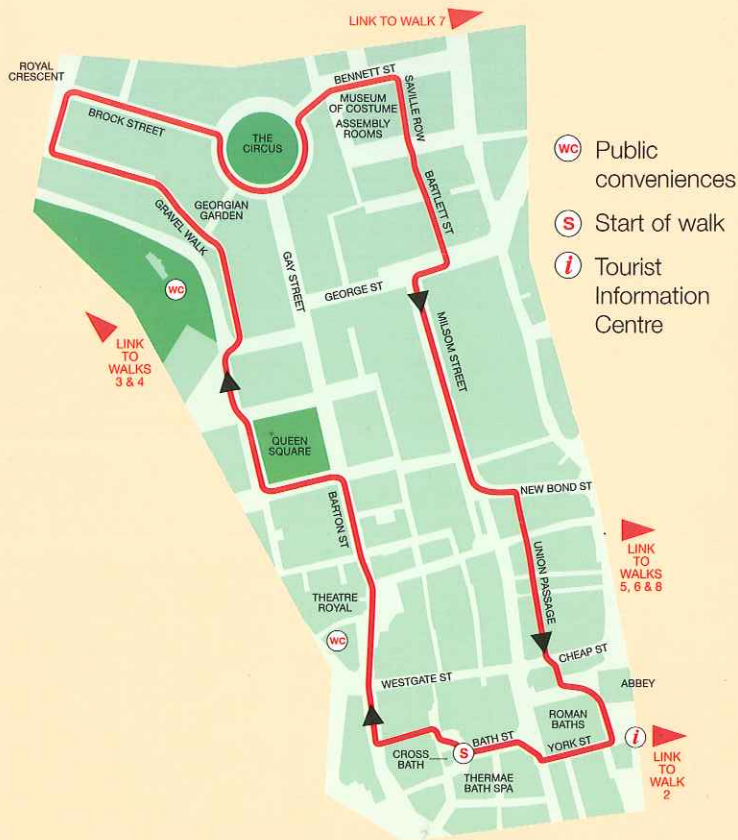 LINK TO WALK 7
ROYAL
CRESCENT
BENNETT ST
BROCK STREET
MUSEUM
OF COSTUME
ASSEMBLY
ROOMS
SAVILLE ROW
THE
CIRCUS
WC Public
conveniences
S Start of walk
i Tourist
Information
Centre
BARTLETT ST
GEORGIAN
GARDEN
GRAVEL WALK
GAY STREET
WC
GEORGE ST
LINK
TO
WALKS
3 & 4
MILSOM STREET
QUEEN
SQUARE
NEW BOND ST
BARTON ST
LINK
TO
WALKS
5, 6 & 8
UNION PASSAGE
THEATRE
ROYAL
WC
CHEAP ST
WESTGATE ST
ABBEY
ROMAN
BATHS
BATH ST
YORK ST
i
CROSS
BATH
S
THERMAE
BATH SPA
LINK
TO
WALK
2